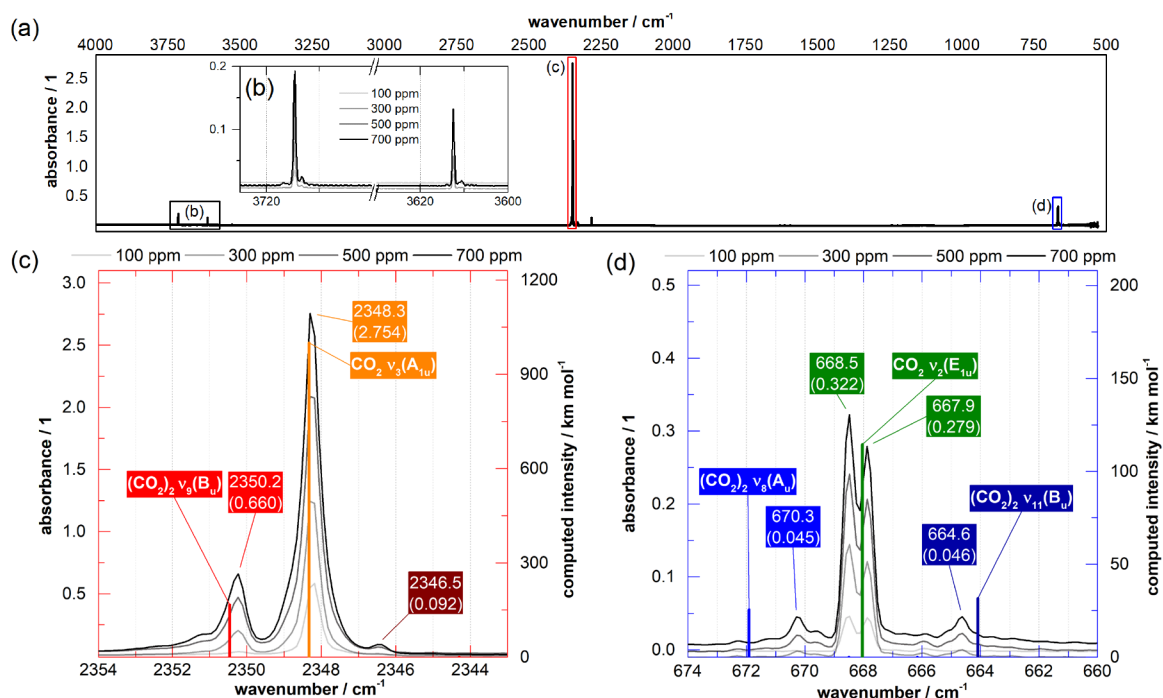 wavenumber / cm⁻¹
(a)
4000 3750 3500 3250 3000 2750 2500 2250 2000 1750 1500 1250 1000 750 500
absorbance / 1
2.5
2.0
1.5
1.0
0.5
(b)
0.2
0.1
100 ppm
300 ppm
500 ppm
700 ppm
3720 3620 3600
(b)
(c)
(d)
(c)
100 ppm 300 ppm 500 ppm 700 ppm
absorbance / 1
3.0
2.5
2.0
1.5
1.0
0.5
1200
900
600
300
0
computed intensity / km mol⁻¹
2348.3
(2.754)
CO₂ ν₃(A₁ᵤ)
(CO₂)₂ ν₉(Bᵤ)
2350.2
(0.660)
2346.5
(0.092)
2354 2352 2350 2348 2346 2344
wavenumber / cm⁻¹
(d)
100 ppm 300 ppm 500 ppm 700 ppm
absorbance / 1
0.5
0.4
0.3
0.2
0.1
0.0
200
150
100
50
0
computed intensity / km mol⁻¹
668.5
(0.322)
CO₂ ν₂(E₁ᵤ)
667.9
(0.279)
(CO₂)₂ ν₈(Aᵤ)
670.3
(0.045)
664.6
(0.046)
(CO₂)₂ ν₁₁(Bᵤ)
674 672 670 668 666 664 662 660
wavenumber / cm⁻¹